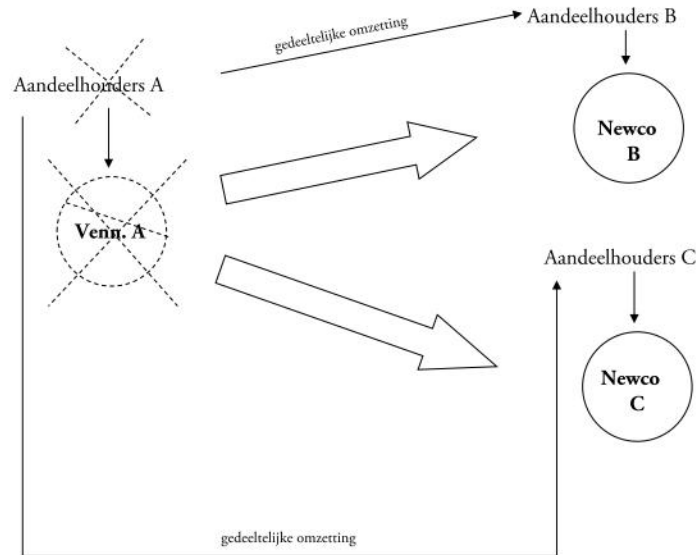 Aandeelhouders B
gedeeltelijke omzetting
Aandeelhouders A
Newco
B
Venn. A
Aandeelhouders C
Newco
C
gedeeltelijke omzetting